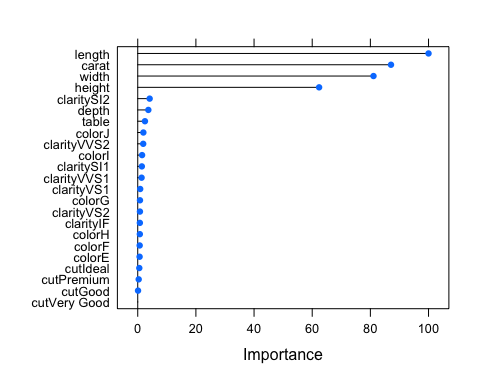 length
carat
width
height
claritySI2
depth
table
colorJ
clarityVVS2
colorI
claritySI1
clarityVVS1
clarityVS1
colorG
clarityVS2
clarityIF
colorH
colorF
colorE
cutIdeal
cutPremium
cutGood
cutVery Good
0 20 40 60 80 100
Importance